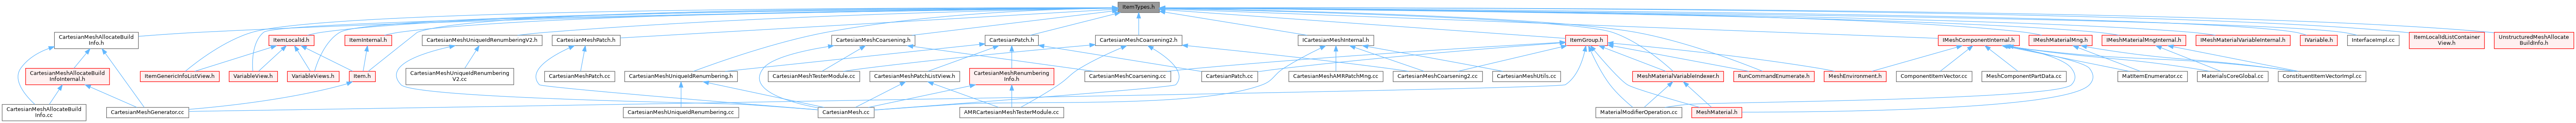 ItemTypes.h
CartesianMeshAllocateBuild
Info.h
ItemLocalId.h
ItemInternal.h
CartesianMeshUniqueIdRenumberingV2.h
CartesianMeshPatch.h
CartesianMeshCoarsening.h
CartesianPatch.h
CartesianMeshCoarsening2.h
ICartesianMeshInternal.h
ItemGroup.h
IMeshComponentInternal.h
IMeshMaterialMng.h
IMeshMaterialMngInternal.h
IMeshMaterialVariableInternal.h
IVariable.h
InterfaceImpl.cc
ItemLocalIdListContainer
View.h
UnstructuredMeshAllocate
BuildInfo.h
CartesianMeshAllocateBuild
InfoInternal.h
ItemGenericInfoListView.h
VariableView.h
VariableViews.h
Item.h
CartesianMeshUniqueIdRenumbering
V2.cc
CartesianMeshPatch.cc
CartesianMeshUniqueIdRenumbering.h
CartesianMeshTesterModule.cc
CartesianMeshPatchListView.h
CartesianMeshRenumbering
Info.h
CartesianMeshCoarsening.cc
CartesianPatch.cc
CartesianMeshAMRPatchMng.cc
CartesianMeshCoarsening2.cc
CartesianMeshUtils.cc
MeshMaterialVariableIndexer.h
RunCommandEnumerate.h
MeshEnvironment.h
ComponentItemVector.cc
MeshComponentPartData.cc
MatItemEnumerator.cc
MaterialsCoreGlobal.cc
ConstituentItemVectorImpl.cc
CartesianMeshAllocateBuild
Info.cc
CartesianMeshGenerator.cc
CartesianMeshUniqueIdRenumbering.cc
CartesianMesh.cc
AMRCartesianMeshTesterModule.cc
MaterialModifierOperation.cc
MeshMaterial.h